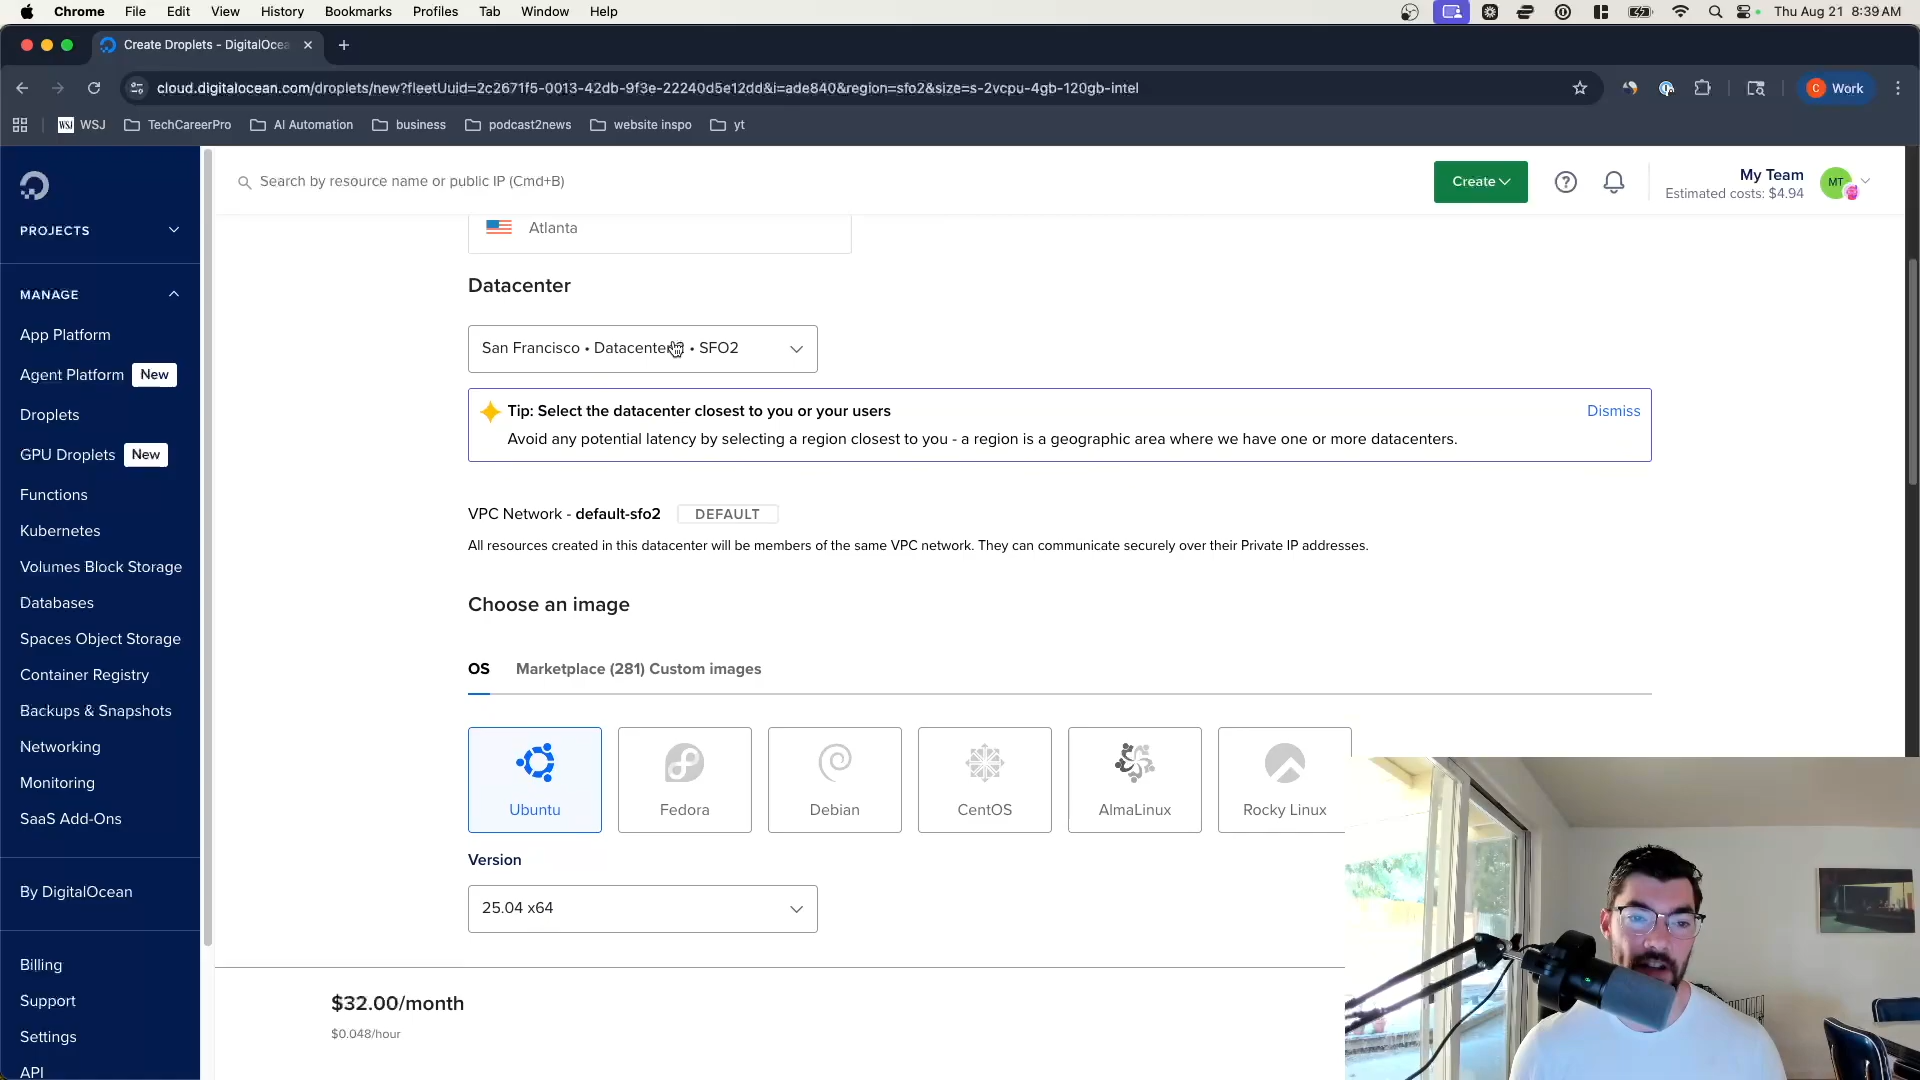 Chrome File Edit View History Bookmarks Profiles Tab Window Help
Thu Aug 21 8:39 AM
Create Droplets - DigitalOcea
cloud.digitalocean.com/droplets/new?fleetUuid=2c2671f5-0013-42db-9f3e-22240d5e12dd&i=ade840&region=sfo2&size=s-2vcpu-4gb-120gb-intel
C Work
WSJ WSJ TechCareerPro AI Automation business podcast2news website inspo yt
Search by resource name or public IP (Cmd+B)
Create
My Team
Estimated costs: $4.94
MT
PROJECTS
MANAGE
App Platform
Agent Platform New
Droplets
GPU Droplets New
Functions
Kubernetes
Volumes Block Storage
Databases
Spaces Object Storage
Container Registry
Backups & Snapshots
Networking
Monitoring
SaaS Add-Ons
By DigitalOcean
Billing
Support
Settings
API
Atlanta
Datacenter
San Francisco • Datacenter • SFO2
Tip: Select the datacenter closest to you or your users
Dismiss
Avoid any potential latency by selecting a region closest to you - a region is a geographic area where we have one or more datacenters.
VPC Network - default-sfo2 DEFAULT
All resources created in this datacenter will be members of the same VPC network. They can communicate securely over their Private IP addresses.
Choose an image
OS Marketplace (281) Custom images
Ubuntu Fedora Debian CentOS AlmaLinux Rocky Linux
Version
25.04 x64
$32.00/month
$0.048/hour